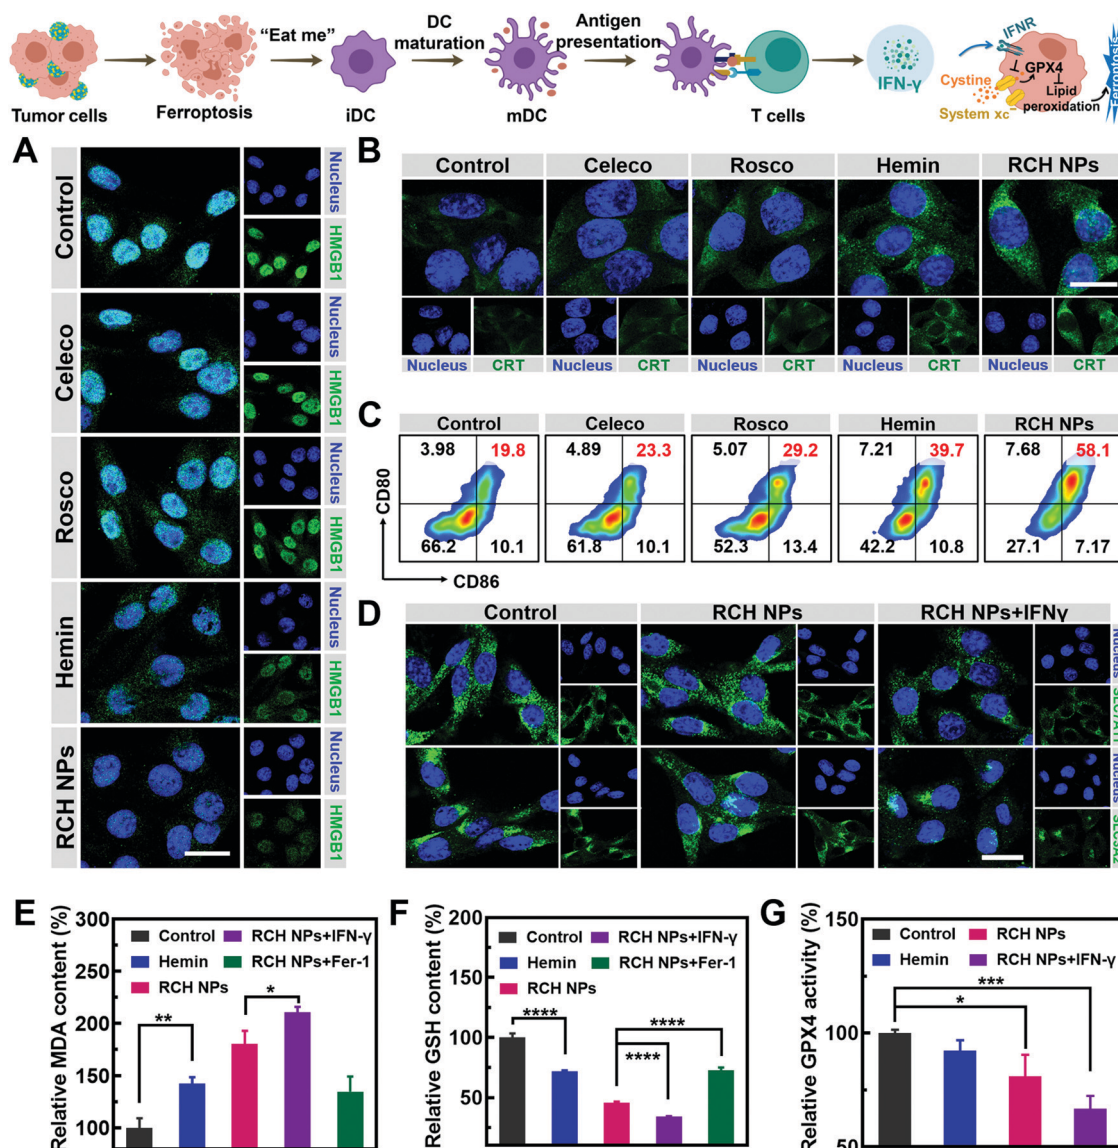 "Eat me"
DC
maturation
Antigen
presentation
IFNR
GPX4
IFN-γ
Cystine
Lipid
peroxidation
Ferroptosis
Tumor cells
Ferroptosis
iDC
mDC
T cells
System xc⁻
A
Control
Nucleus
HMGB1
Celeco
Nucleus
HMGB1
Rosco
Nucleus
HMGB1
Hemin
Nucleus
HMGB1
RCH NPs
Nucleus
HMGB1
B
Control Celeco Rosco Hemin RCH NPs
Nucleus CRT Nucleus CRT Nucleus CRT Nucleus CRT Nucleus CRT
C
Control Celeco Rosco Hemin RCH NPs
3.98 19.8 4.89 23.3 5.07 29.2 7.21 39.7 7.68 58.1
66.2 10.1 61.8 10.1 52.3 13.4 42.2 10.8 27.1 7.17
CD80
CD86
D
Control RCH NPs RCH NPs+IFNγ
Nucleus
Nucleus
E
Relative MDA content (%)
300
250
200
150
100
Control
Hemin
RCH NPs
RCH NPs+IFN-γ
RCH NPs+Fer-1
**
*
F
Relative GSH content (%)
200
150
100
50
Control
Hemin
RCH NPs
RCH NPs+IFN-γ
RCH NPs+Fer-1
****
****
****
G
Relative GPX4 activity (%)
150
100
50
Control
Hemin
RCH NPs
RCH NPs+IFN-γ
***
*